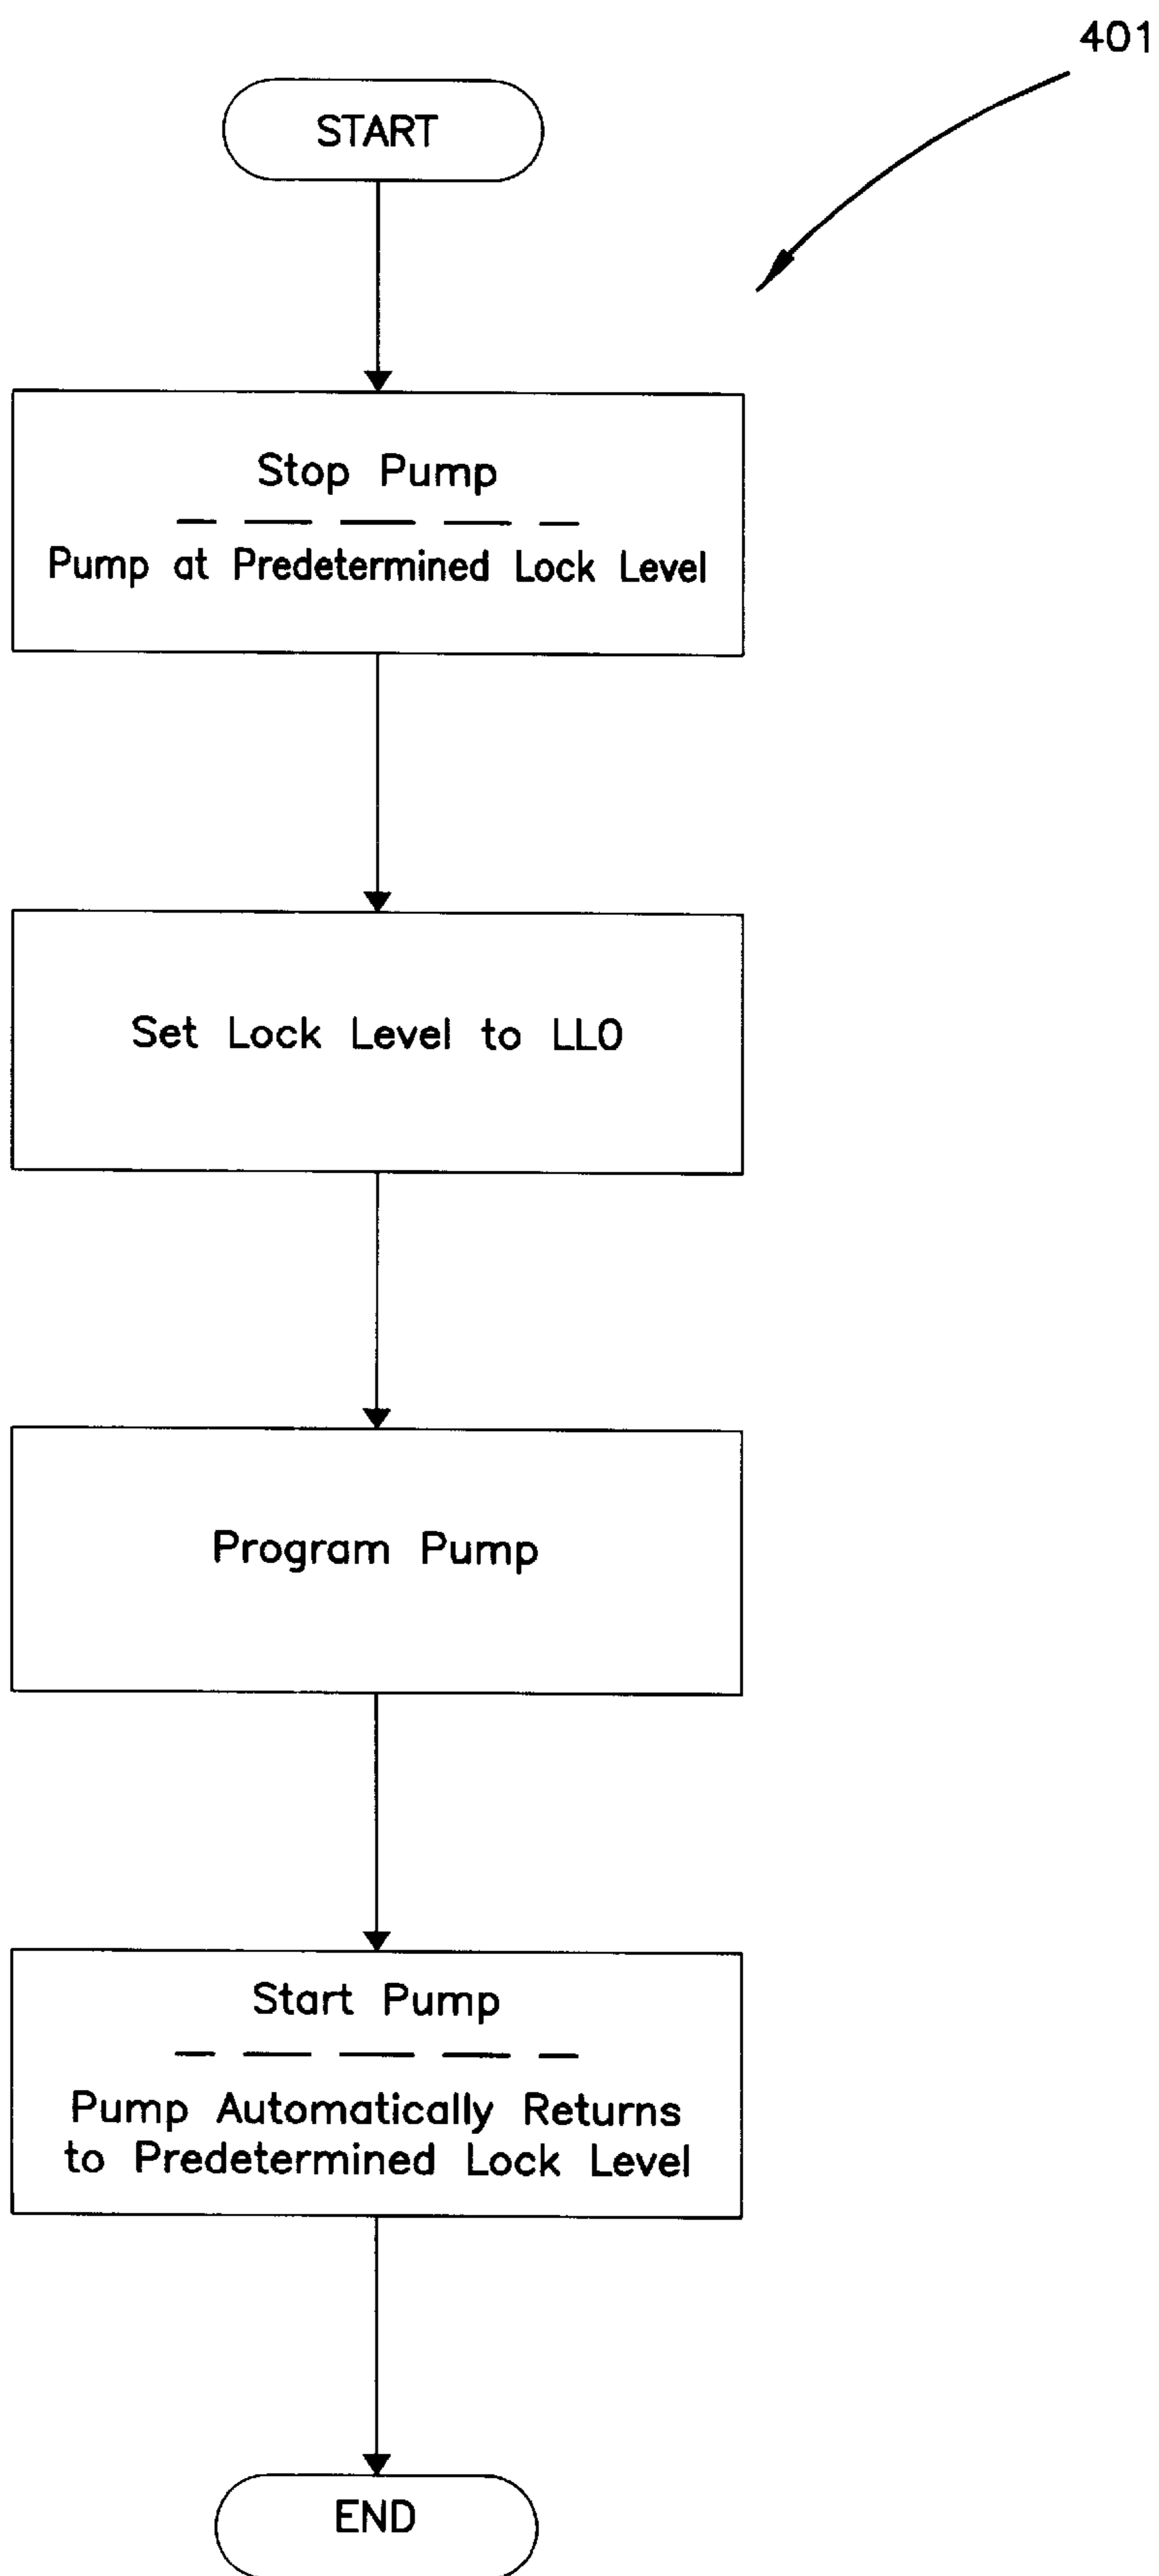 401
START
Stop Pump
Pump at Predetermined Lock Level
Set Lock Level to LL0
Program Pump
Start Pump
Pump Automatically Returns
to Predetermined Lock Level
END